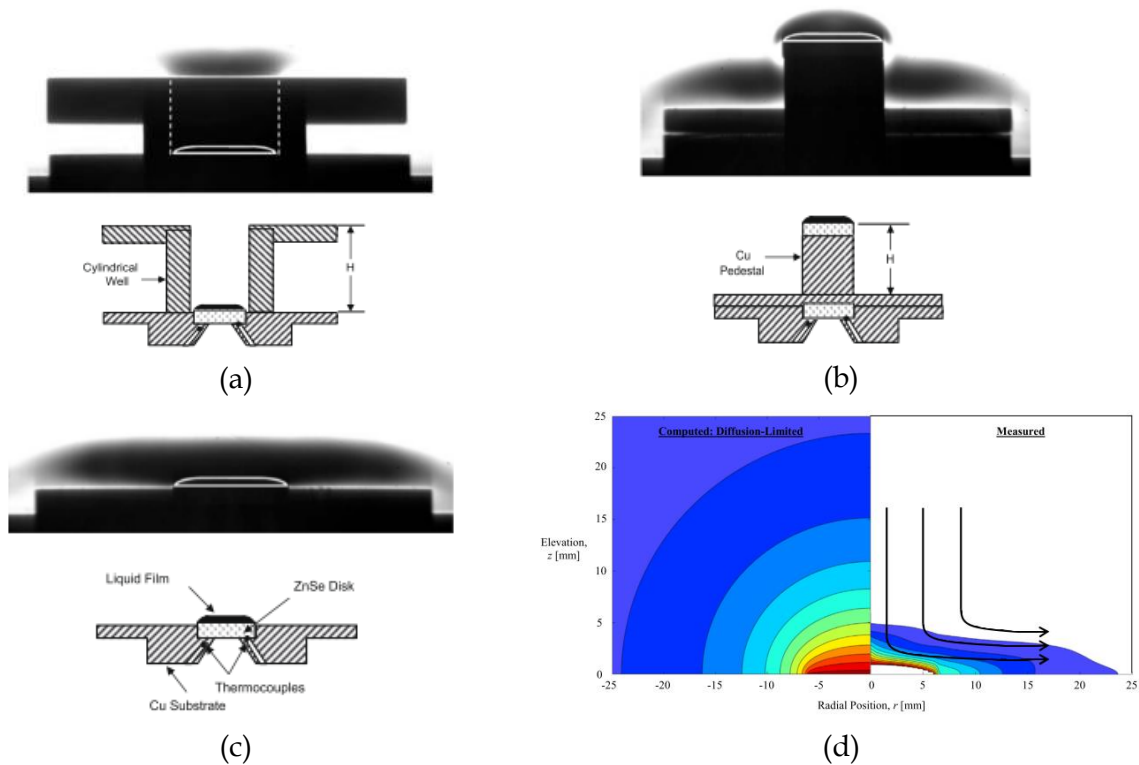 Cylindrical
Well
H
(a)
Cu
Pedestal
H
(b)
Liquid Film
ZnSe Disk
Thermocouples
Cu Substrate
(c)
25
20
15
10
5
0
Elevation,
z [mm]
Computed: Diffusion-Limited
Measured
-25 -20 -15 -10 -5 0 5 10 15 20 25
Radial Position, r [mm]
(d)